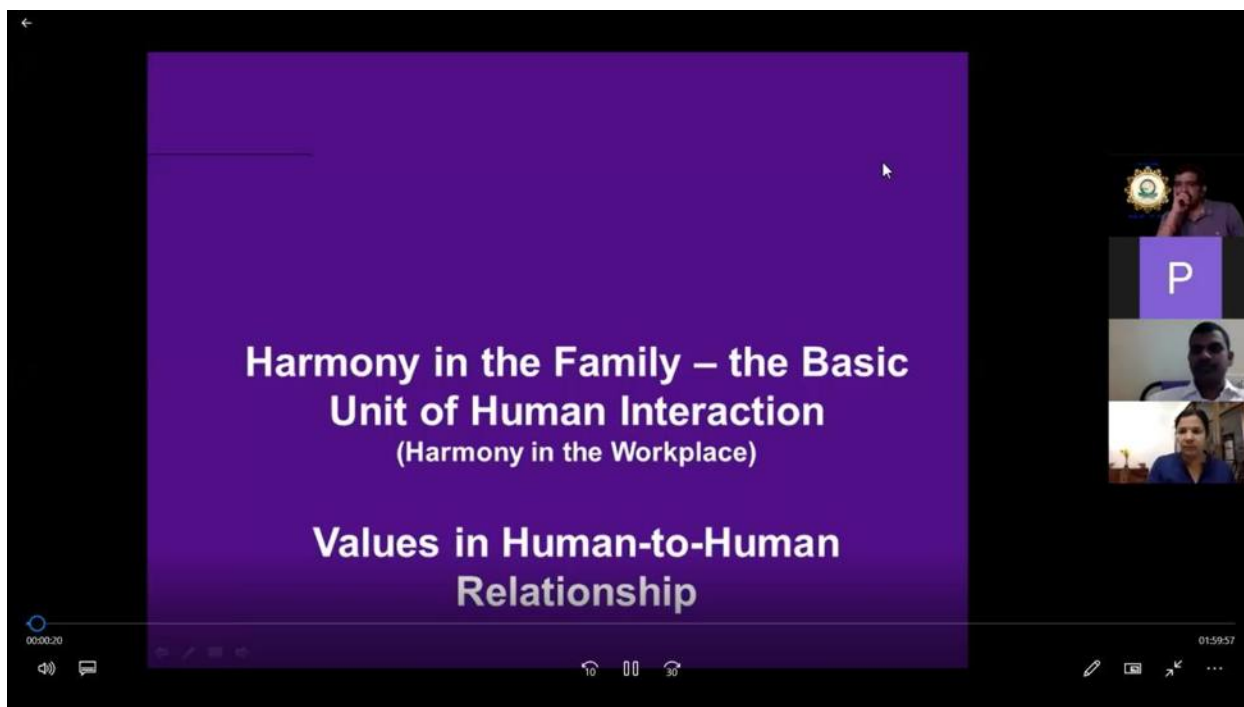 Harmony in the Family – the Basic
Unit of Human Interaction
(Harmony in the Workplace)
Values in Human-to-Human
Relationship
P
00:00:20
01:59:57
10
30